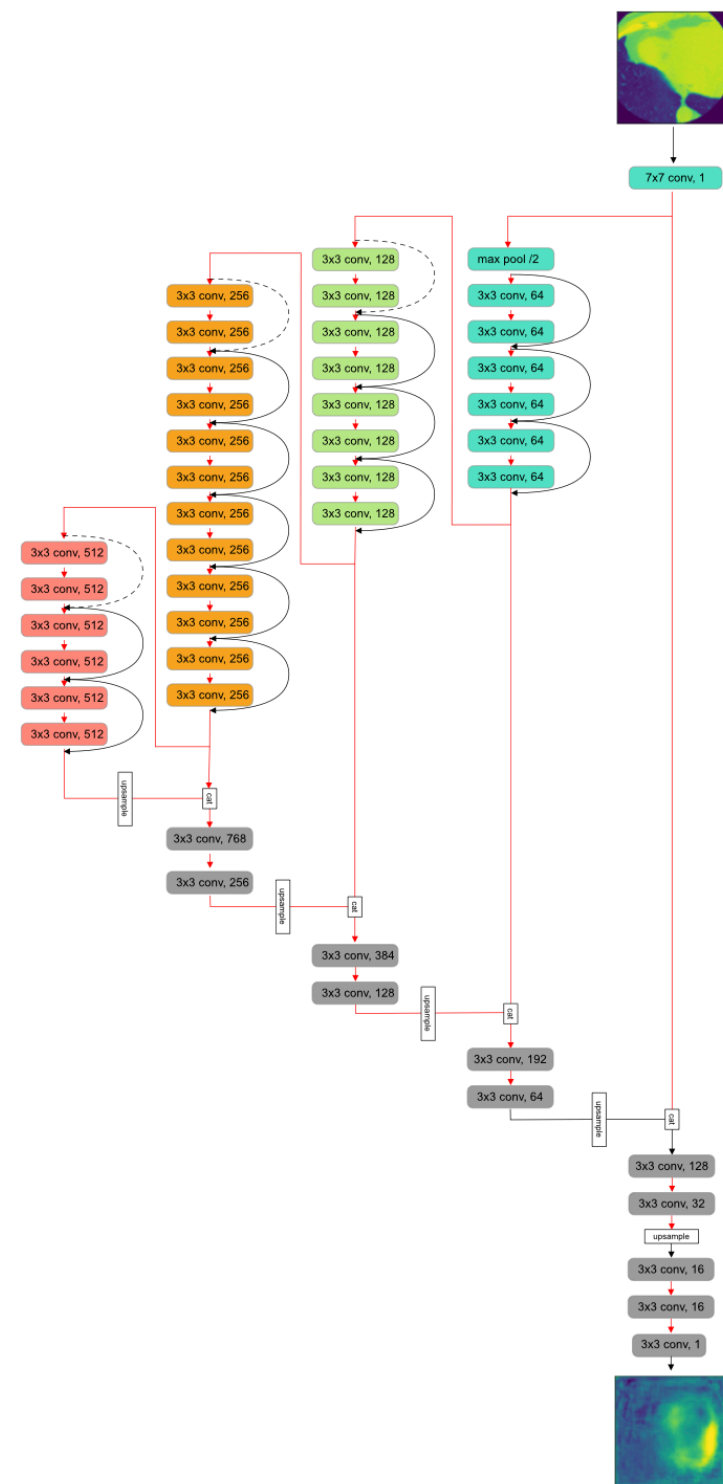 7x7 conv, 1
max pool /2
3x3 conv, 64
3x3 conv, 64
3x3 conv, 64
3x3 conv, 64
3x3 conv, 64
3x3 conv, 64
3x3 conv, 128
3x3 conv, 128
3x3 conv, 128
3x3 conv, 128
3x3 conv, 128
3x3 conv, 128
3x3 conv, 128
3x3 conv, 128
3x3 conv, 256
3x3 conv, 256
3x3 conv, 256
3x3 conv, 256
3x3 conv, 256
3x3 conv, 256
3x3 conv, 256
3x3 conv, 256
3x3 conv, 256
3x3 conv, 256
3x3 conv, 256
3x3 conv, 256
3x3 conv, 512
3x3 conv, 512
3x3 conv, 512
3x3 conv, 512
3x3 conv, 512
3x3 conv, 512
upsample
cat
3x3 conv, 768
3x3 conv, 256
upsample
cat
3x3 conv, 384
3x3 conv, 128
upsample
cat
3x3 conv, 192
3x3 conv, 64
upsample
cat
3x3 conv, 128
3x3 conv, 32
upsample
3x3 conv, 16
3x3 conv, 16
3x3 conv, 1